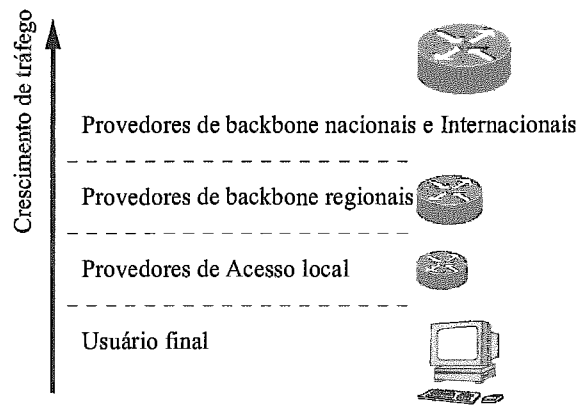 Crescimento de tráfego
Provedores de backbone nacionais e Internacionais
Provedores de backbone regionais
Provedores de Acesso local
Usuário final